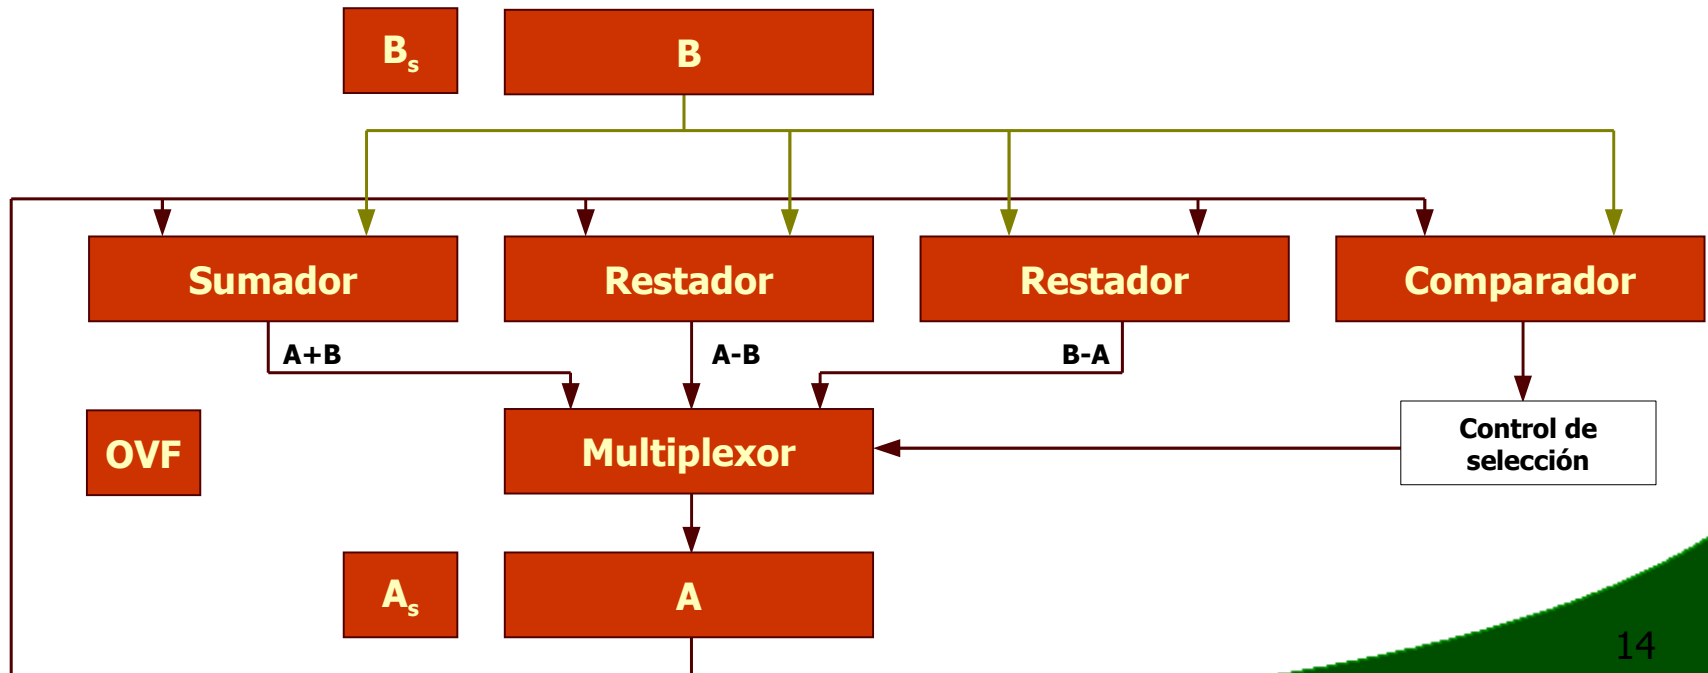 Bs
B
Sumador
Restador
Restador
Comparador
A+B
A-B
B-A
OVF
Multiplexor
Control de
selección
As
A
14